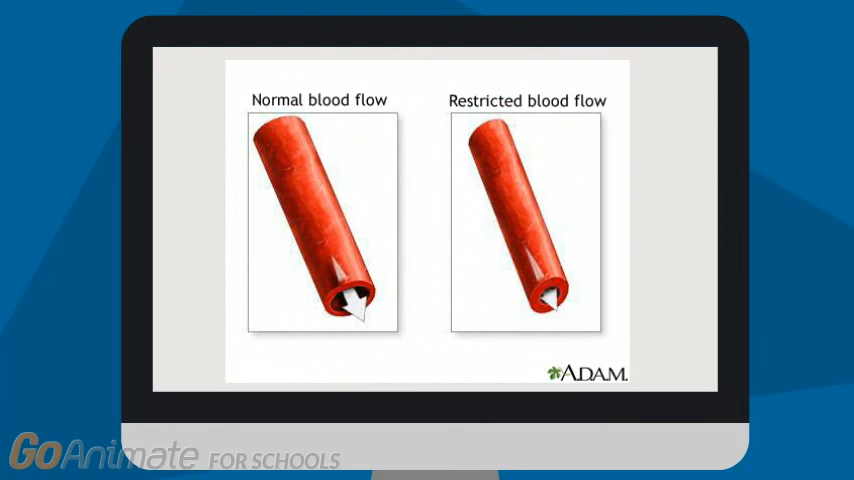 Normal blood flow
Restricted blood flow
A.D.A.M.
GoAnimate FOR SCHOOLS